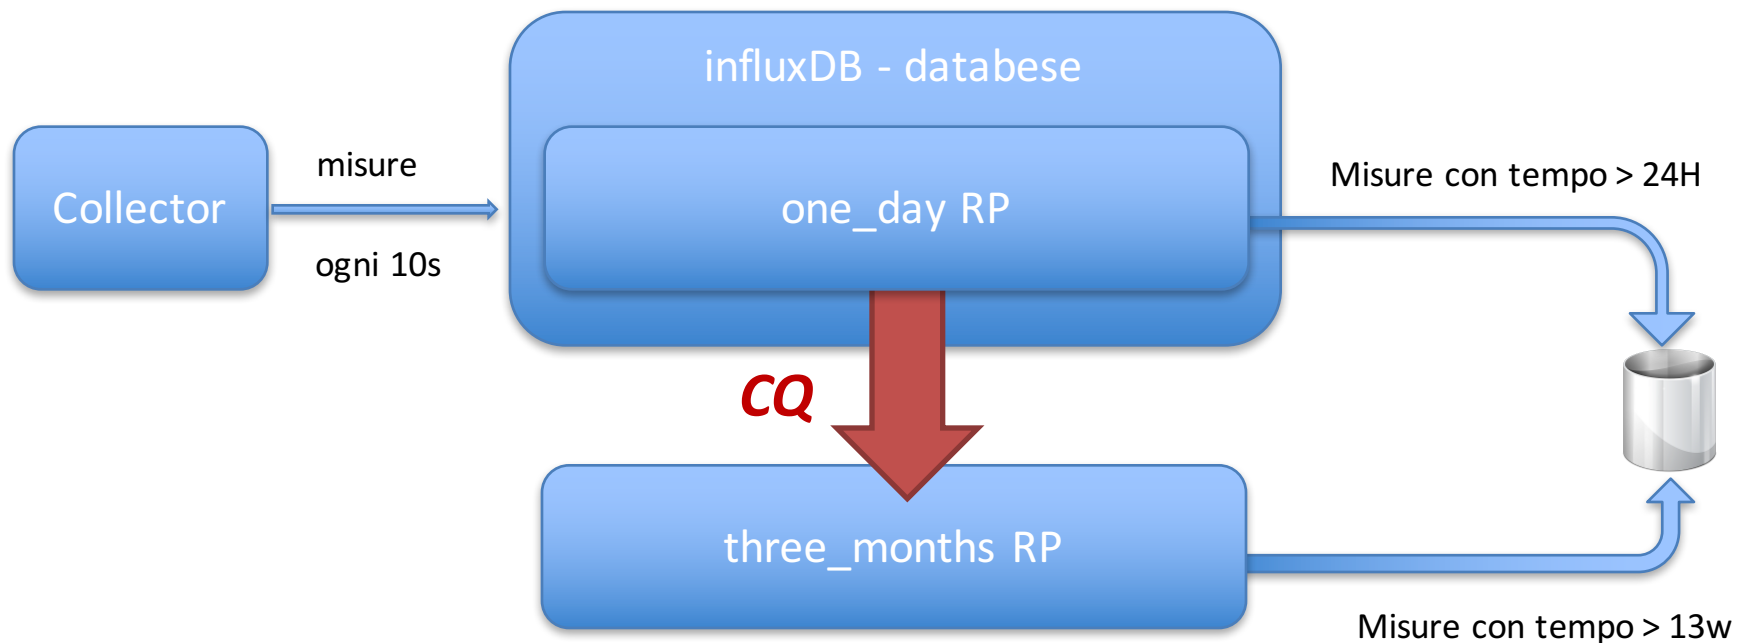 influxDB - databese
Collector
misure
ogni 10s
one_day RP
Misure con tempo > 24H
CQ
three_months RP
Misure con tempo > 13w